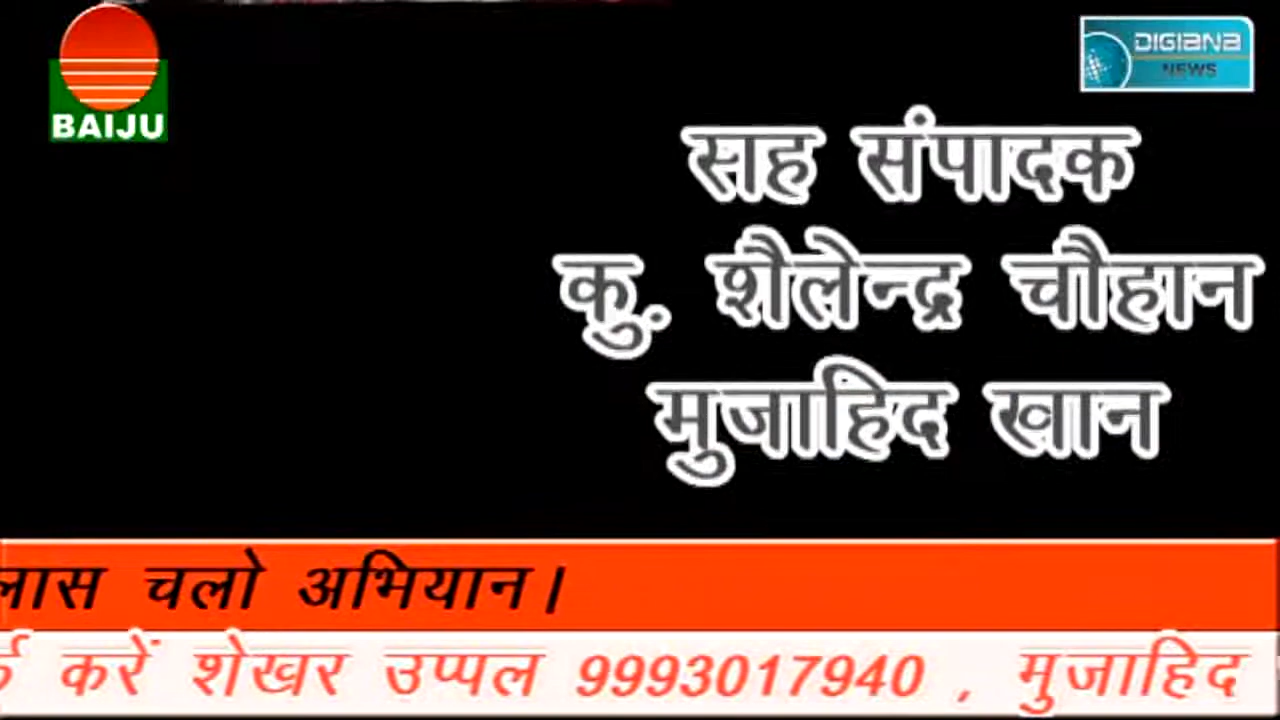 BAIJU
DIGIANA
NEWS
सह संपादक
कु. शैलेन्द्र चौहान
मुजाहिद खान
चलो अभियान।
करें शेखर उप्पल 9993017940 , मुजाहिद